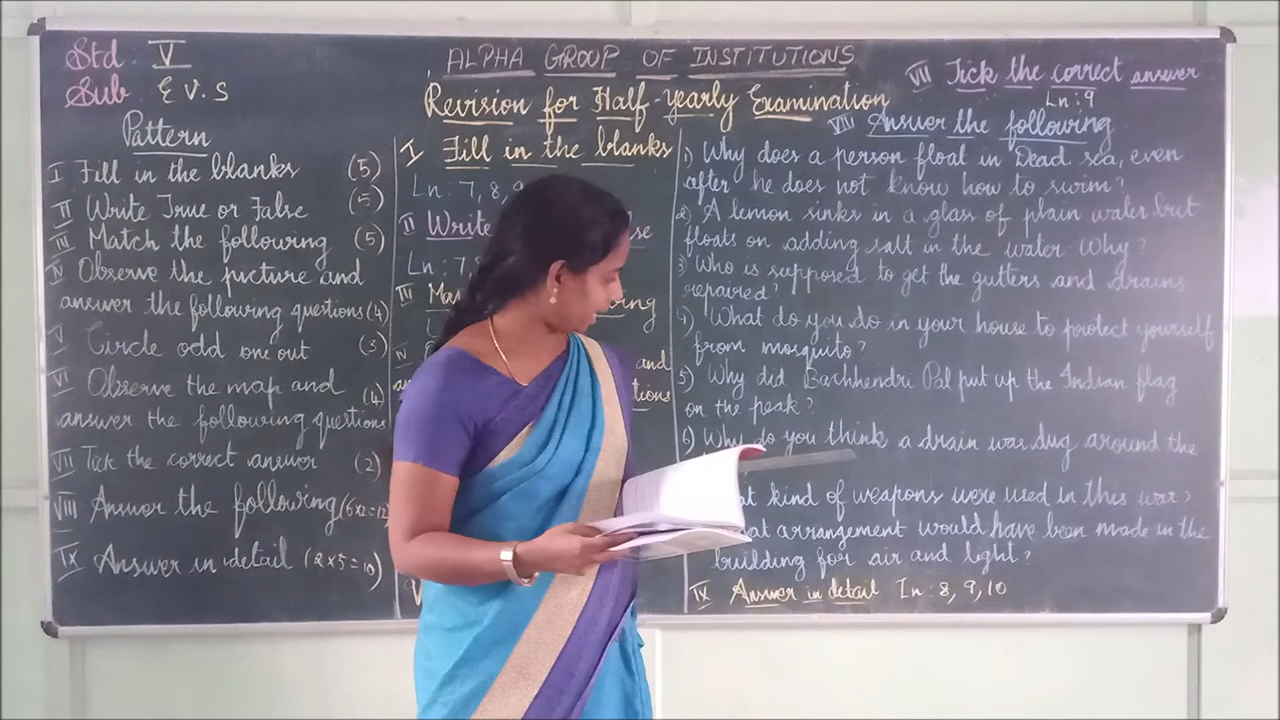 Std V
Sub E V. S
Pattern
I Fill in the blanks (5)
II Write True or False (5)
III Match the following (5)
IV Observe the picture and
answer the following questions (4)
V Circle odd one out (3)
VI Observe the map and (4)
answer the following questions
VII Tick the correct answer (2)
VIII Answer the following (6x2=12
IX Answer in detail (2x5=10)
ALPHA GROUP OF INSTITUTIONS
Revision for Half-yearly Examination
I Fill in the blanks
Ln: 7, 8, 9
II Write
Ln: 7,
III
IV
and
VII Tick the correct answer
Ln: 9
VIII Answer the following
1) Why does a person float in Dead sea, even
after he does not know how to swim?
2) A lemon sinks in a glass of plain water but
floats on adding salt in the water Why?
3) Who is supposed to get the gutters and drains
repaired?
4) What do you do in your house to protect yourself
from mosquito?
5) Why did Bachhendri Pal put up the Indian flag
on the peak?
6) Why do you think a drain was dug around the
kind of weapons were used in this war?
arrangement would have been made in the
building for air and light?
IX Answer in detail Ln: 8, 9, 10